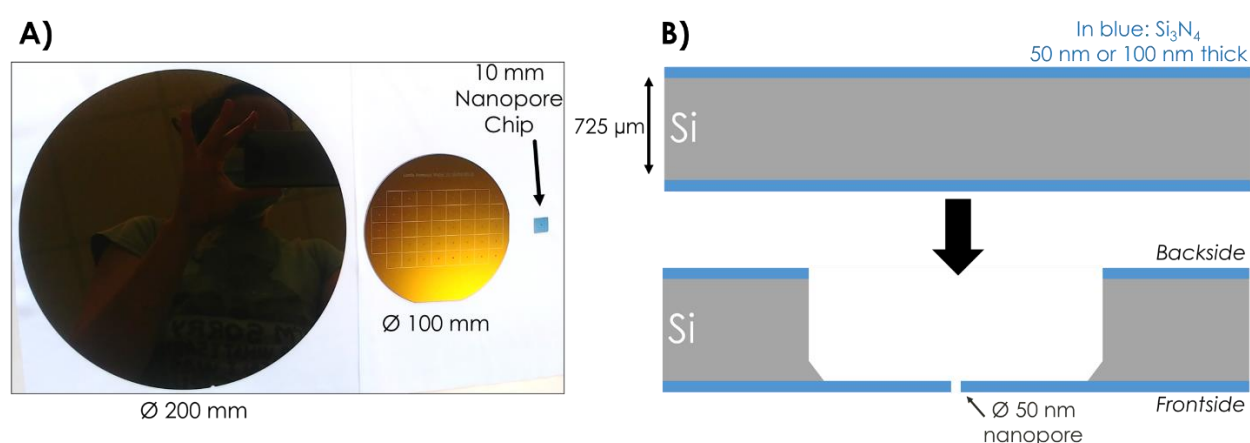 A)
10 mm
Nanopore
Chip
Ø 100 mm
Ø 200 mm
B)
In blue: Si₃N₄
50 nm or 100 nm thick
725 µm
Si
Backside
Si
Ø 50 nm
nanopore
Frontside